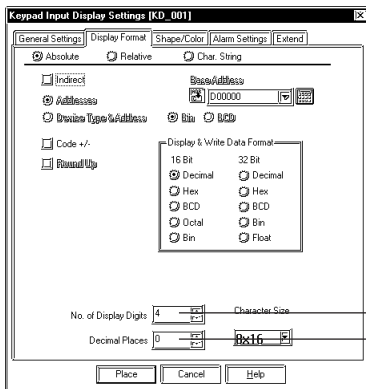 Keypad Input Display Settings [KD_001]
General Settings Display Format Shape/Color Alarm Settings Extend
Absolute Relative Char. String
Indirect Base Address
Addresses D00000
Device Type & Address Bin BCD
Code +/- Display & Write Data Format
Round Up 16 Bit 32 Bit
Decimal Decimal
Hex Hex
BCD BCD
Octal Bin
Bin Float
No. of Display Digits 4 Character Size
Decimal Places 0 8x16
Place Cancel Help